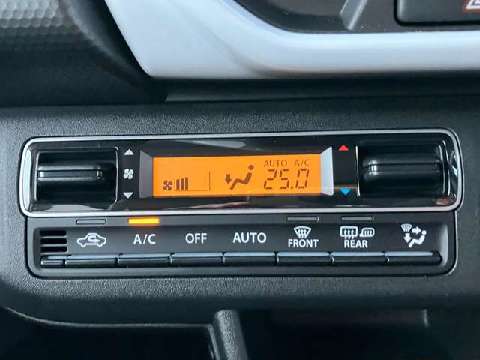 AUTO A/C
25.0
A/C OFF AUTO FRONT REAR